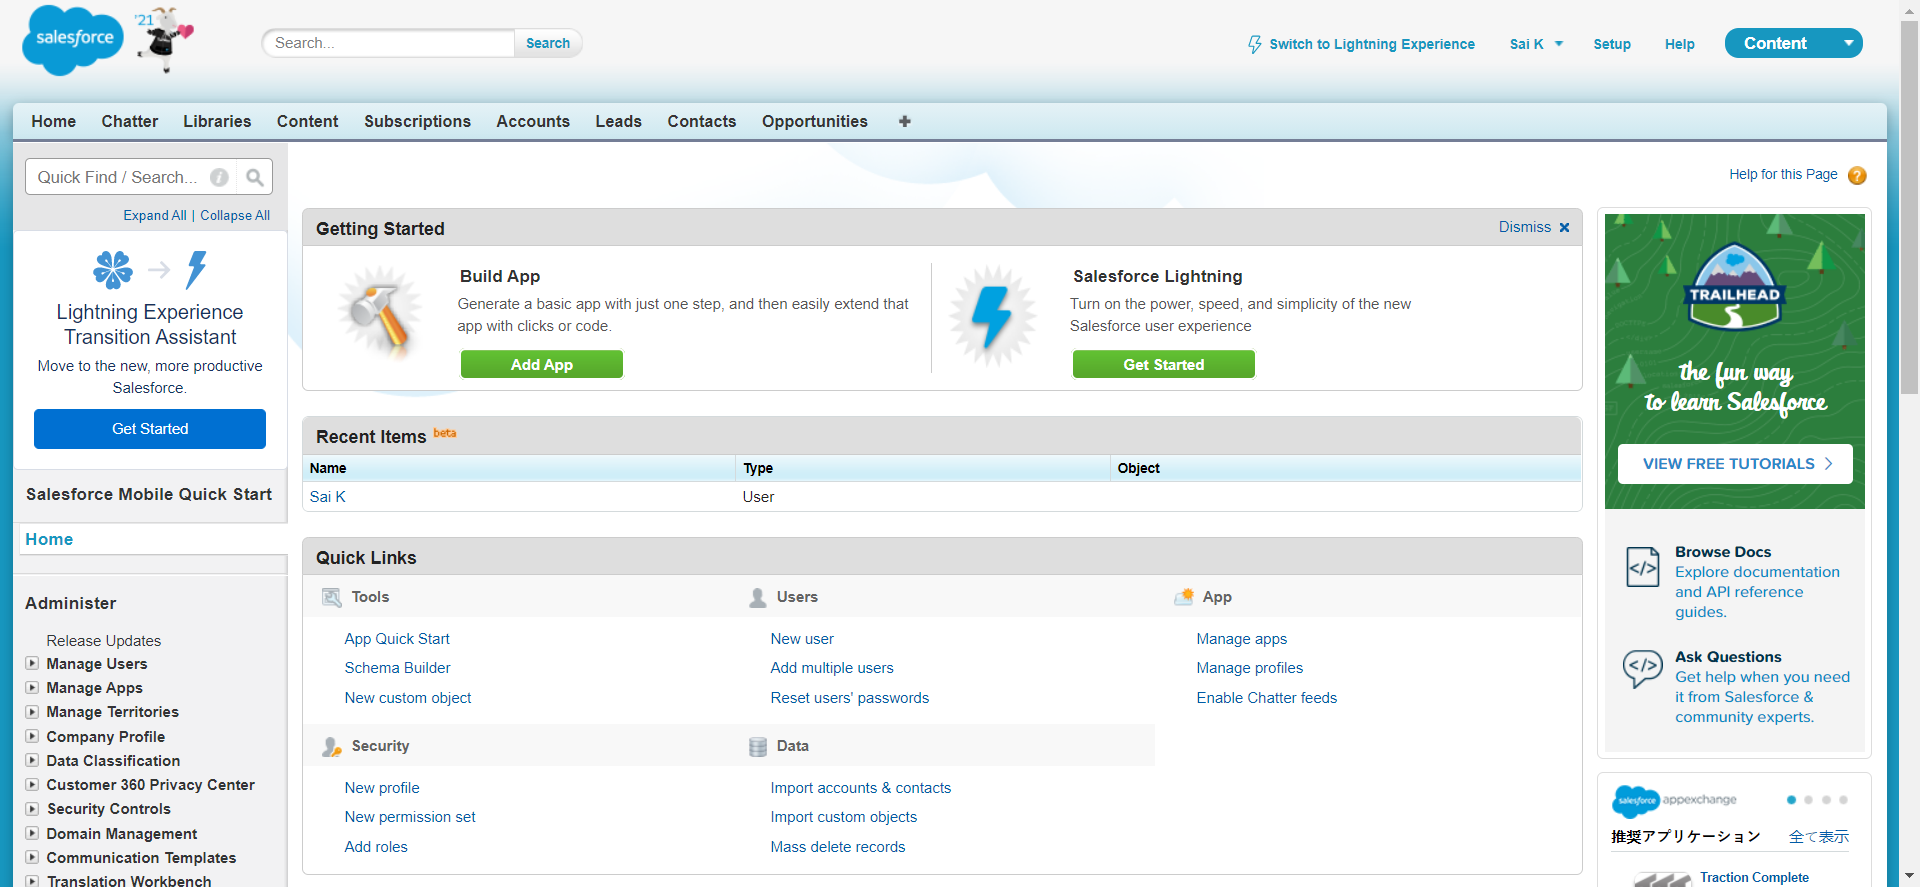 salesforce
'21
Search...
Search
Switch to Lightning Experience
Sai K
Setup
Help
Content
Home
Chatter
Libraries
Content
Subscriptions
Accounts
Leads
Contacts
Opportunities
Quick Find / Search...
Expand All | Collapse All
Lightning Experience
Transition Assistant
Move to the new, more productive
Salesforce.
Get Started
Salesforce Mobile Quick Start
Home
Administer
Release Updates
Manage Users
Manage Apps
Manage Territories
Company Profile
Data Classification
Customer 360 Privacy Center
Security Controls
Domain Management
Communication Templates
Translation Workbench
Help for this Page
Getting Started
Dismiss
Build App
Generate a basic app with just one step, and then easily extend that
app with clicks or code.
Add App
Salesforce Lightning
Turn on the power, speed, and simplicity of the new
Salesforce user experience
Get Started
Recent Items beta
Name Type Object
Sai K User
Quick Links
Tools
App Quick Start
Schema Builder
New custom object
Users
New user
Add multiple users
Reset users' passwords
App
Manage apps
Manage profiles
Enable Chatter feeds
Security
New profile
New permission set
Add roles
Data
Import accounts & contacts
Import custom objects
Mass delete records
TRAILHEAD
the fun way
to learn Salesforce
VIEW FREE TUTORIALS
Browse Docs
Explore documentation
and API reference
guides.
Ask Questions
Get help when you need
it from Salesforce &
community experts.
salesforce appexchange
推奨アプリケーション 全て表示
Traction Complete